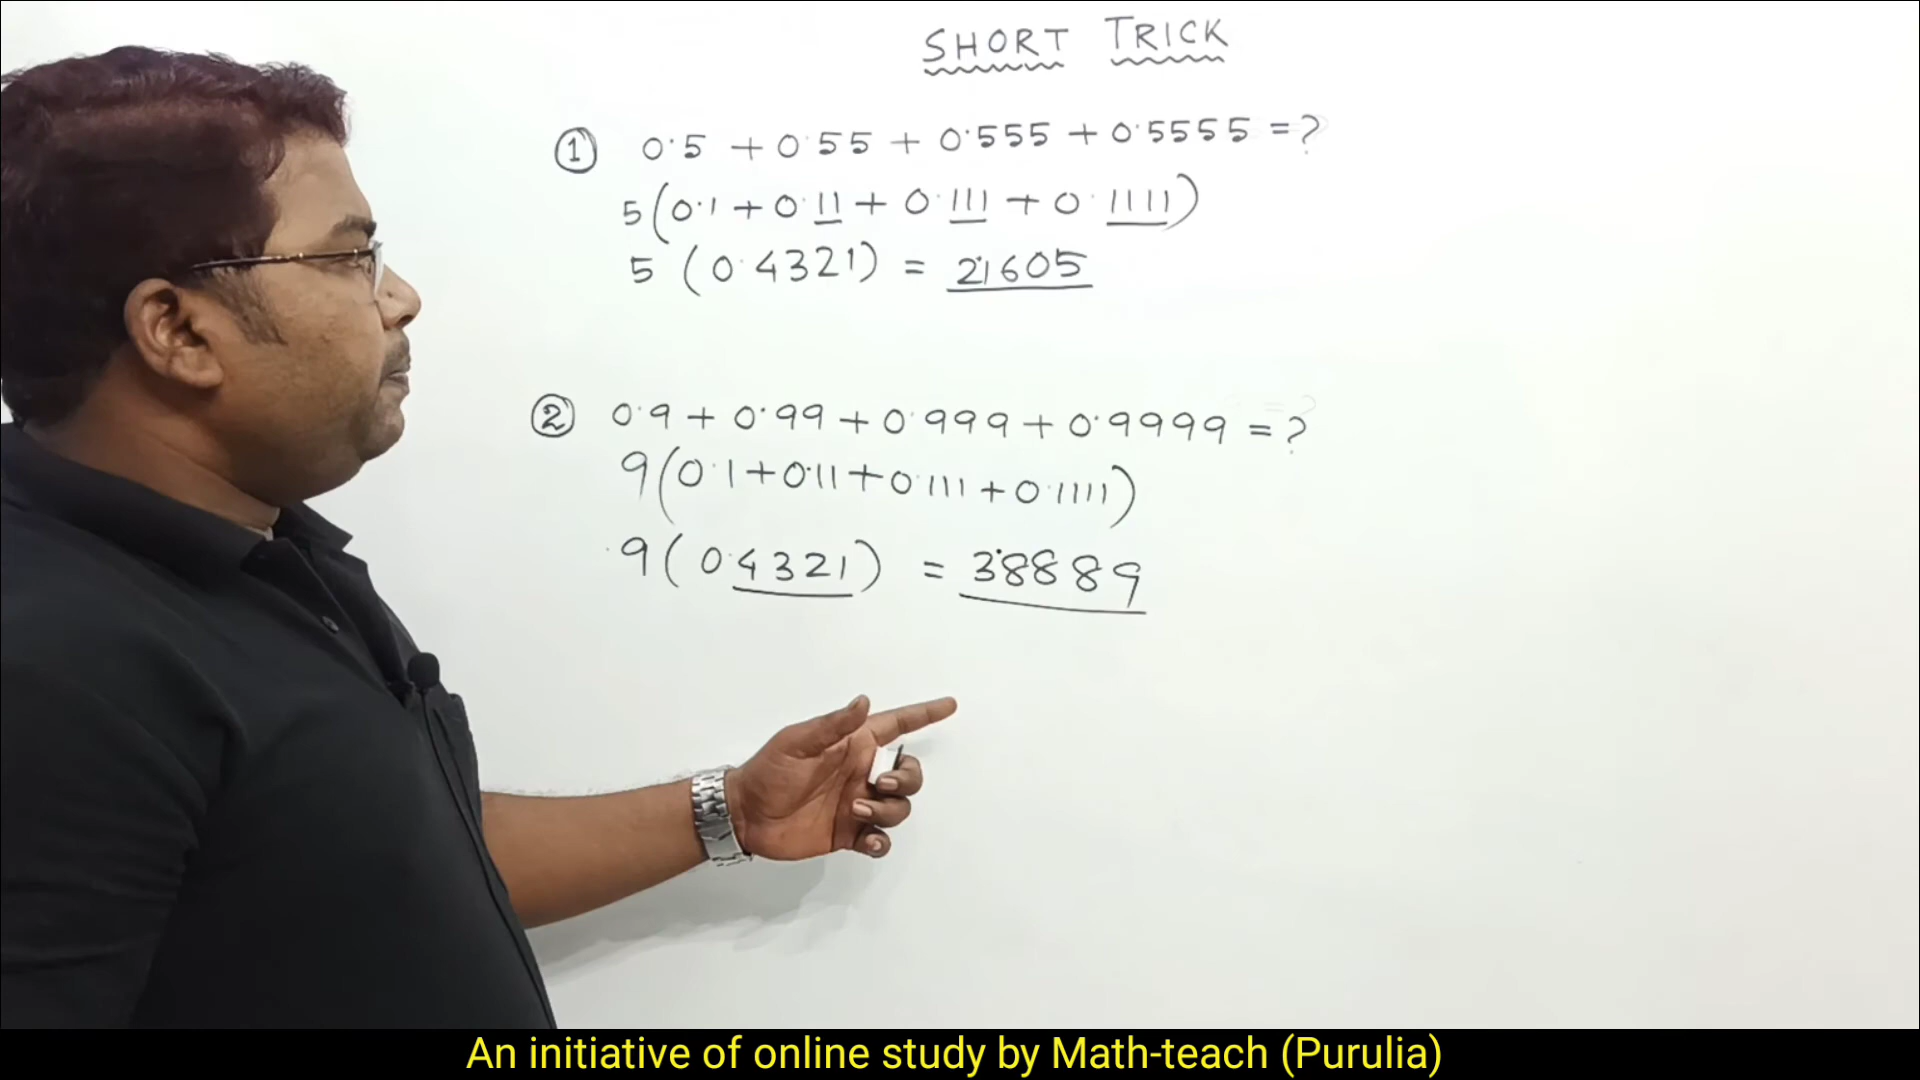 SHORT TRICK
① 0·5 + 0·55 + 0·555 + 0·5555 = ?
5(0·1 + 0·11 + 0·111 + 0·1111)
5 (0·4321) = 2·1605
② 0·9 + 0·99 + 0·999 + 0·9999 = ?
9(0·1 + 0·11 + 0·111 + 0·1111)
9(0·4321) = 3·8889
An initiative of online study by Math-teach (Purulia)